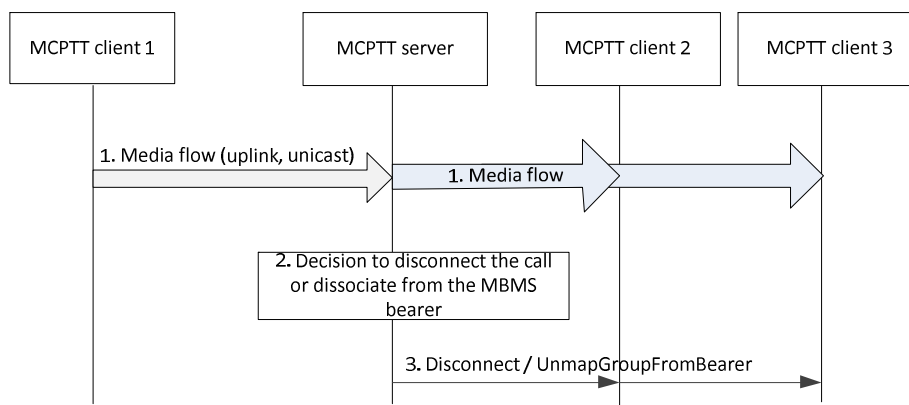 MCPTT client 1
MCPTT server
MCPTT client 2
MCPTT client 3
1. Media flow (uplink, unicast)
1. Media flow
2. Decision to disconnect the call
or dissociate from the MBMS
bearer
3. Disconnect / UnmapGroupFromBearer